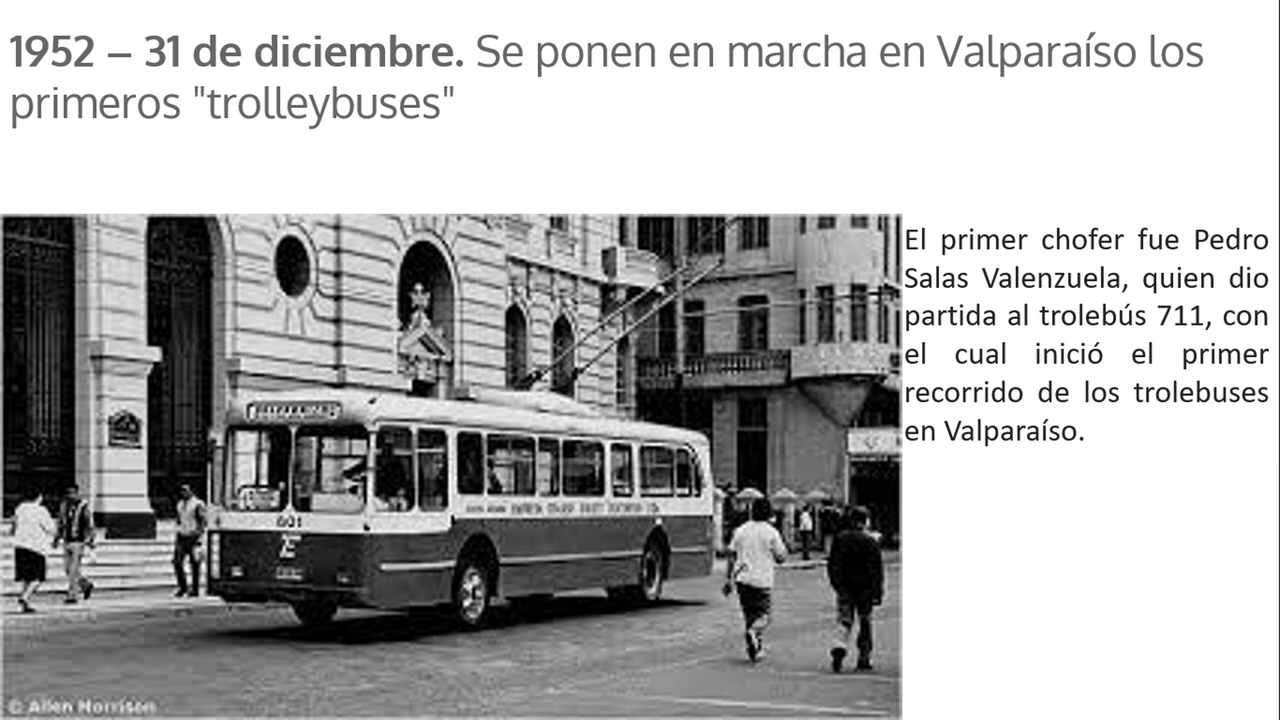 1952 – 31 de diciembre. Se ponen en marcha en Valparaíso los
primeros "trolleybuses"
El primer chofer fue Pedro
Salas Valenzuela, quien dio
partida al trolebús 711, con
el cual inició el primer
recorrido de los trolebuses
en Valparaíso.
801
© Allen Morrison